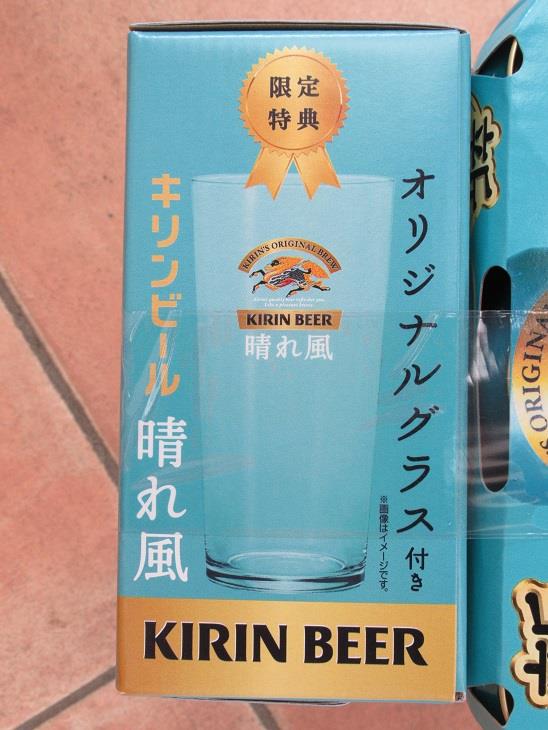 限定
特典
オリジナルグラス付き
※画像はイメージです。
キリンビール
晴れ風
KIRIN'S ORIGINAL BREW
KIRIN BEER
晴れ風
KIRIN BEER
S ORIGINA